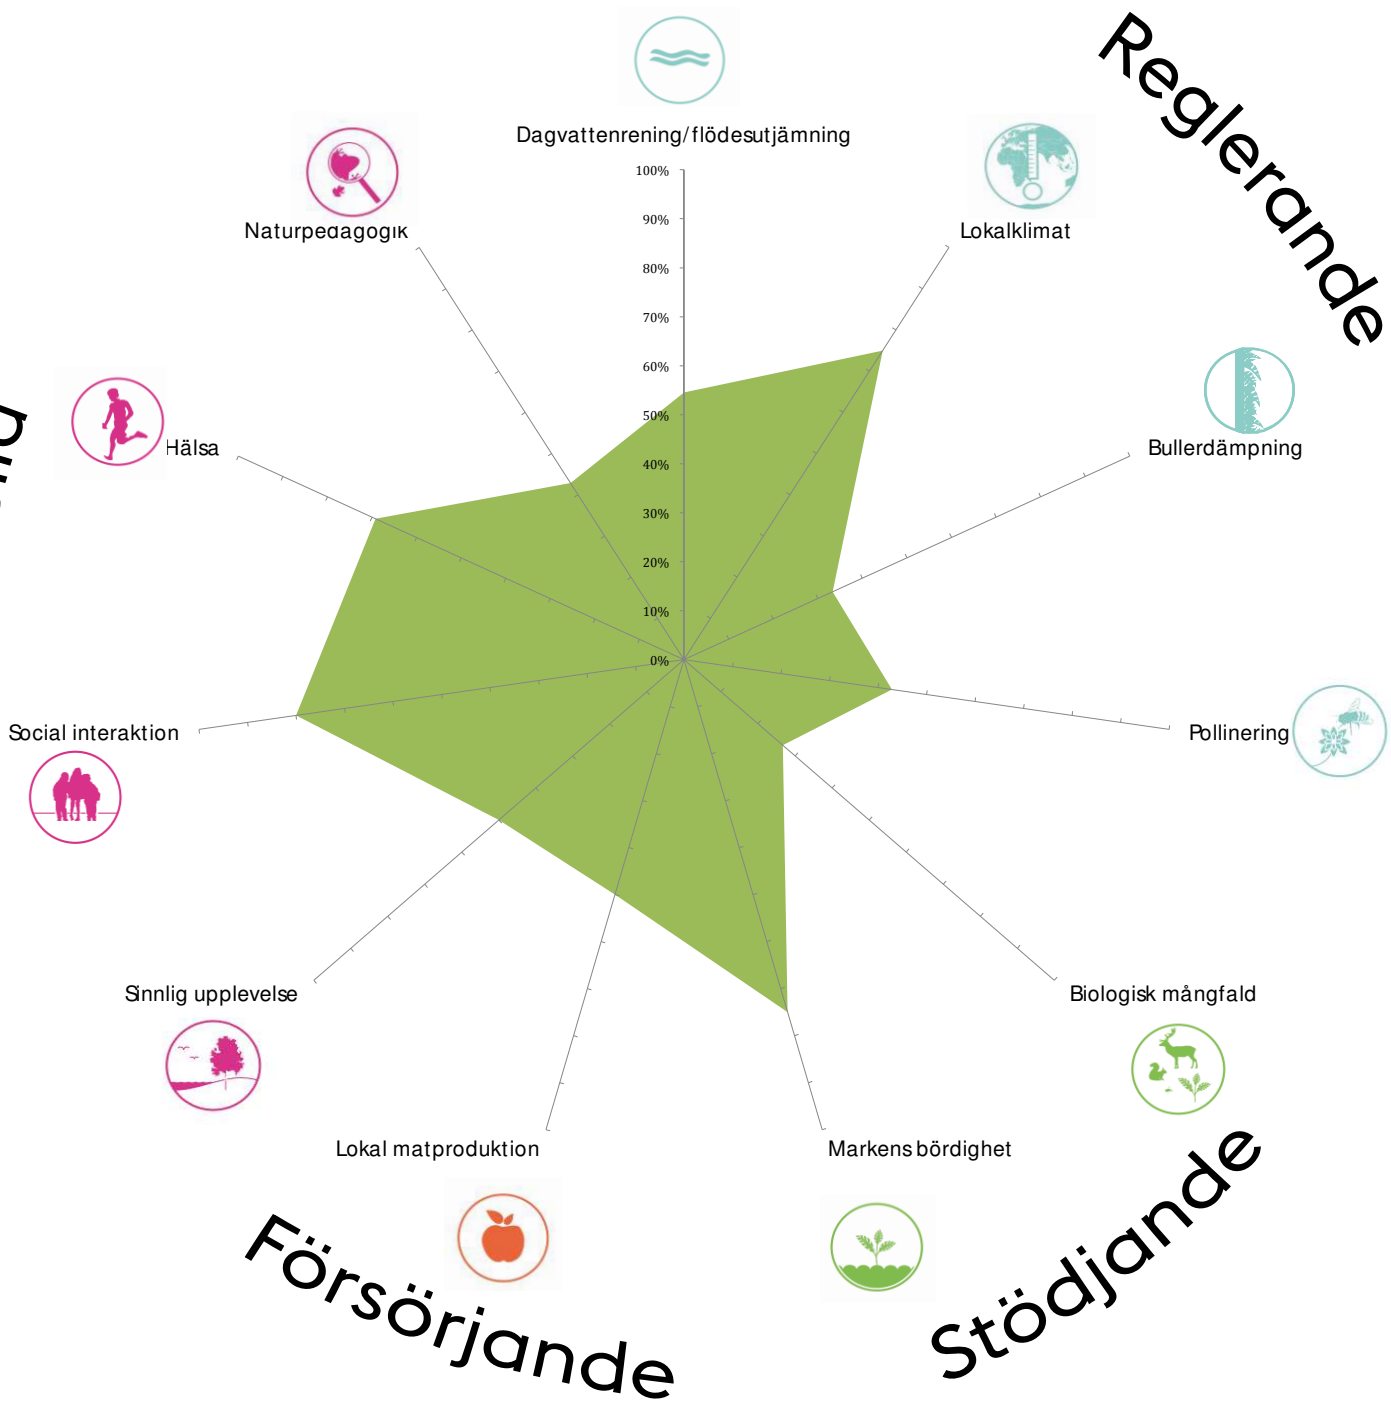 Reglerande
Dagvattenrening/flödesutjämning
Naturpedagogik
Lokalklimat
100%
90%
80%
70%
60%
50%
40%
30%
20%
10%
0%
Hälsa
Bullerdämpning
Social interaktion
Pollinering
Sinnlig upplevelse
Biologisk mångfald
Lokal matproduktion
Markens bördighet
Försörjande
Stödjande